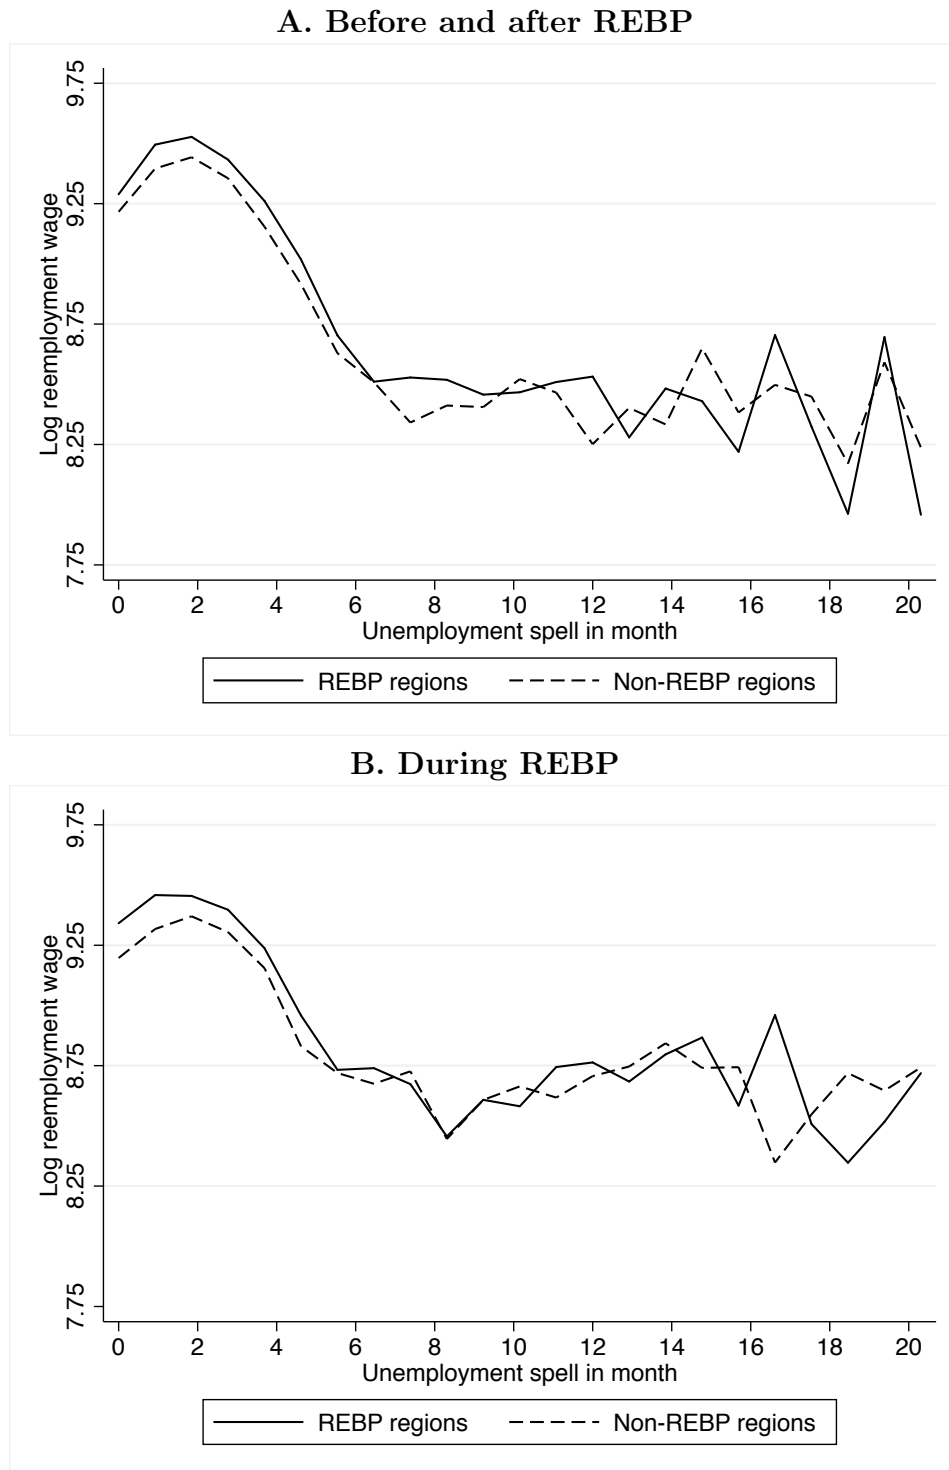 A. Before and after REBP
Log reemployment wage
9.75
9.25
8.75
8.25
7.75
0 2 4 6 8 10 12 14 16 18 20
Unemployment spell in month
REBP regions Non-REBP regions
B. During REBP
Log reemployment wage
9.75
9.25
8.75
8.25
7.75
0 2 4 6 8 10 12 14 16 18 20
Unemployment spell in month
REBP regions Non-REBP regions